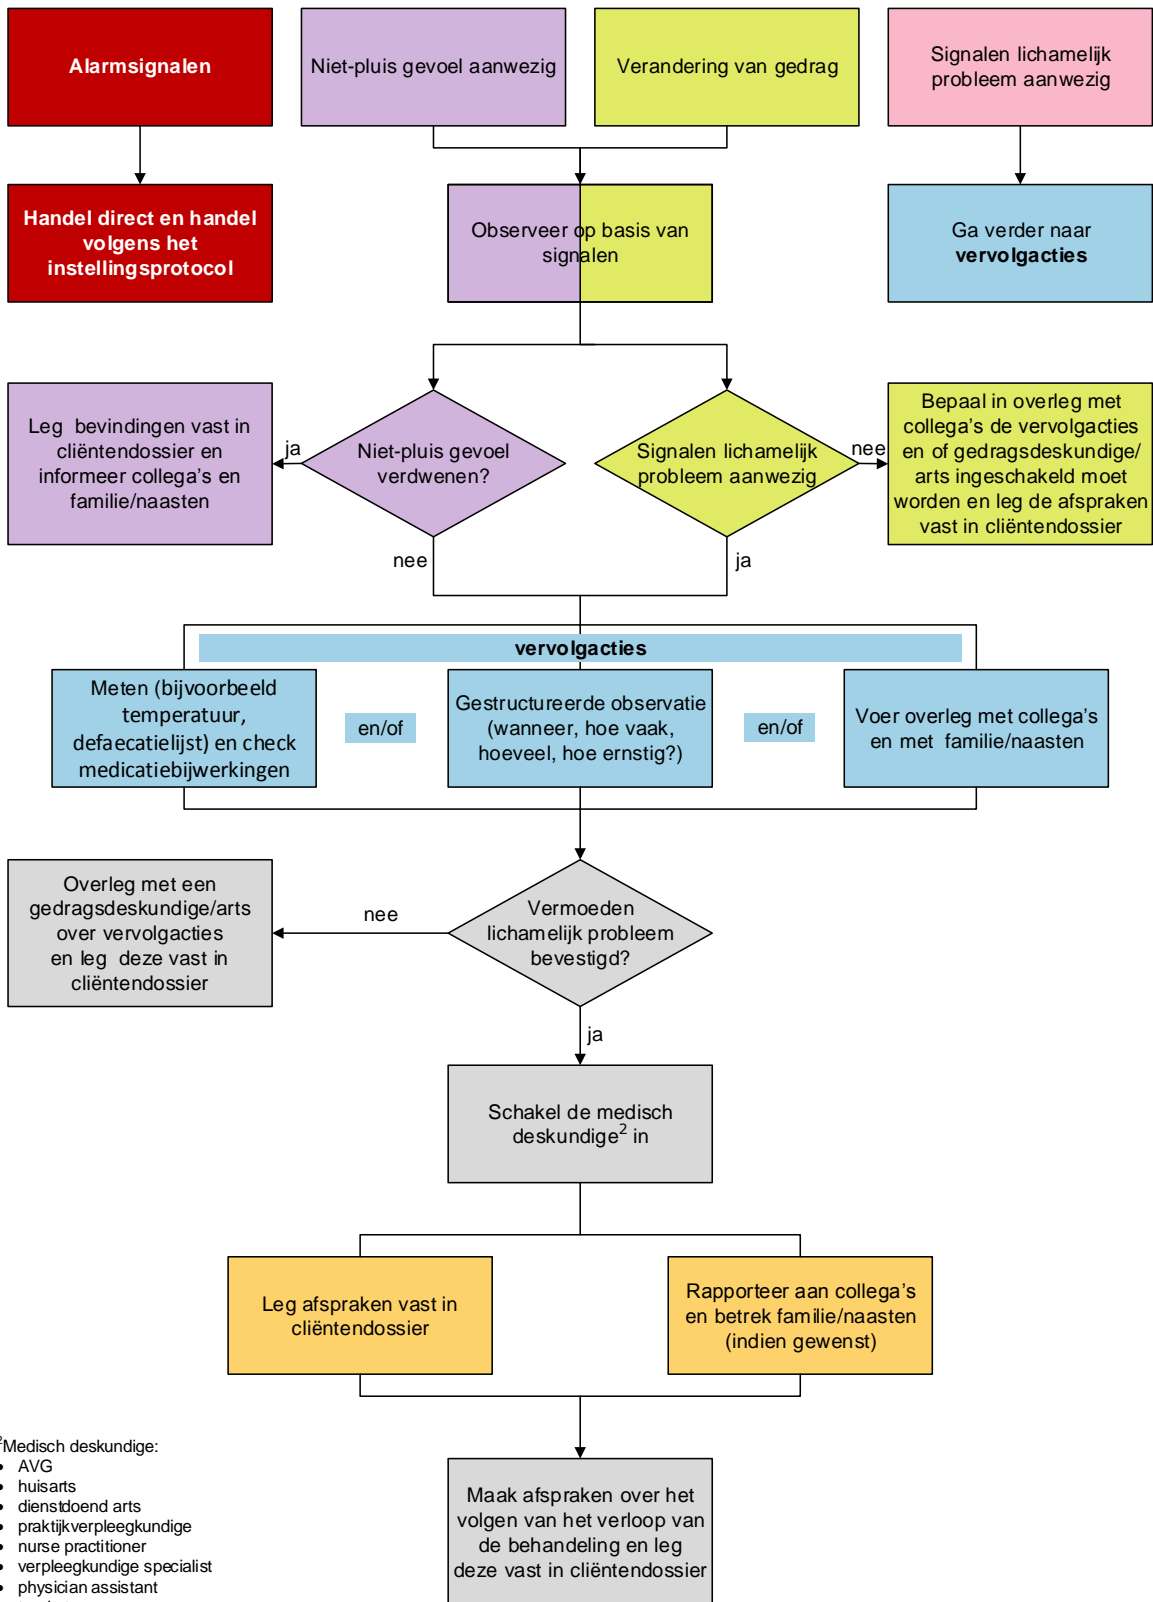 Alarmsignalen
Niet-pluis gevoel aanwezig
Verandering van gedrag
Signalen lichamelijk
probleem aanwezig
Handel direct en handel
volgens het
instellingsprotocol
Observeer op basis van
signalen
Ga verder naar
vervolgacties
Leg bevindingen vast in
cliëntendossier en
informeer collega's en
familie/naasten
ja
Niet-pluis gevoel
verdwenen?
Signalen lichamelijk
probleem aanwezig
nee
Bepaal in overleg met
collega's de vervolgacties
en of gedragsdeskundige/
arts ingeschakeld moet
worden en leg de afspraken
vast in cliëntendossier
nee
ja
vervolgacties
Meten (bijvoorbeeld
temperatuur,
defaecatielijst) en check
medicatiebijwerkingen
en/of
Gestructureerde observatie
(wanneer, hoe vaak,
hoeveel, hoe ernstig?)
en/of
Voer overleg met collega's
en met familie/naasten
Overleg met een
gedragsdeskundige/arts
over vervolgacties
en leg deze vast in
cliëntendossier
nee
Vermoeden
lichamelijk probleem
bevestigd?
ja
Schakel de medisch
deskundige² in
Leg afspraken vast in
cliëntendossier
Rapporteer aan collega's
en betrek familie/naasten
(indien gewenst)
²Medisch deskundige:
• AVG
• huisarts
• dienstdoend arts
• praktijkverpleegkundige
• nurse practitioner
• verpleegkundige specialist
• physician assistant
Maak afspraken over het
volgen van het verloop van
de behandeling en leg
deze vast in cliëntendossier